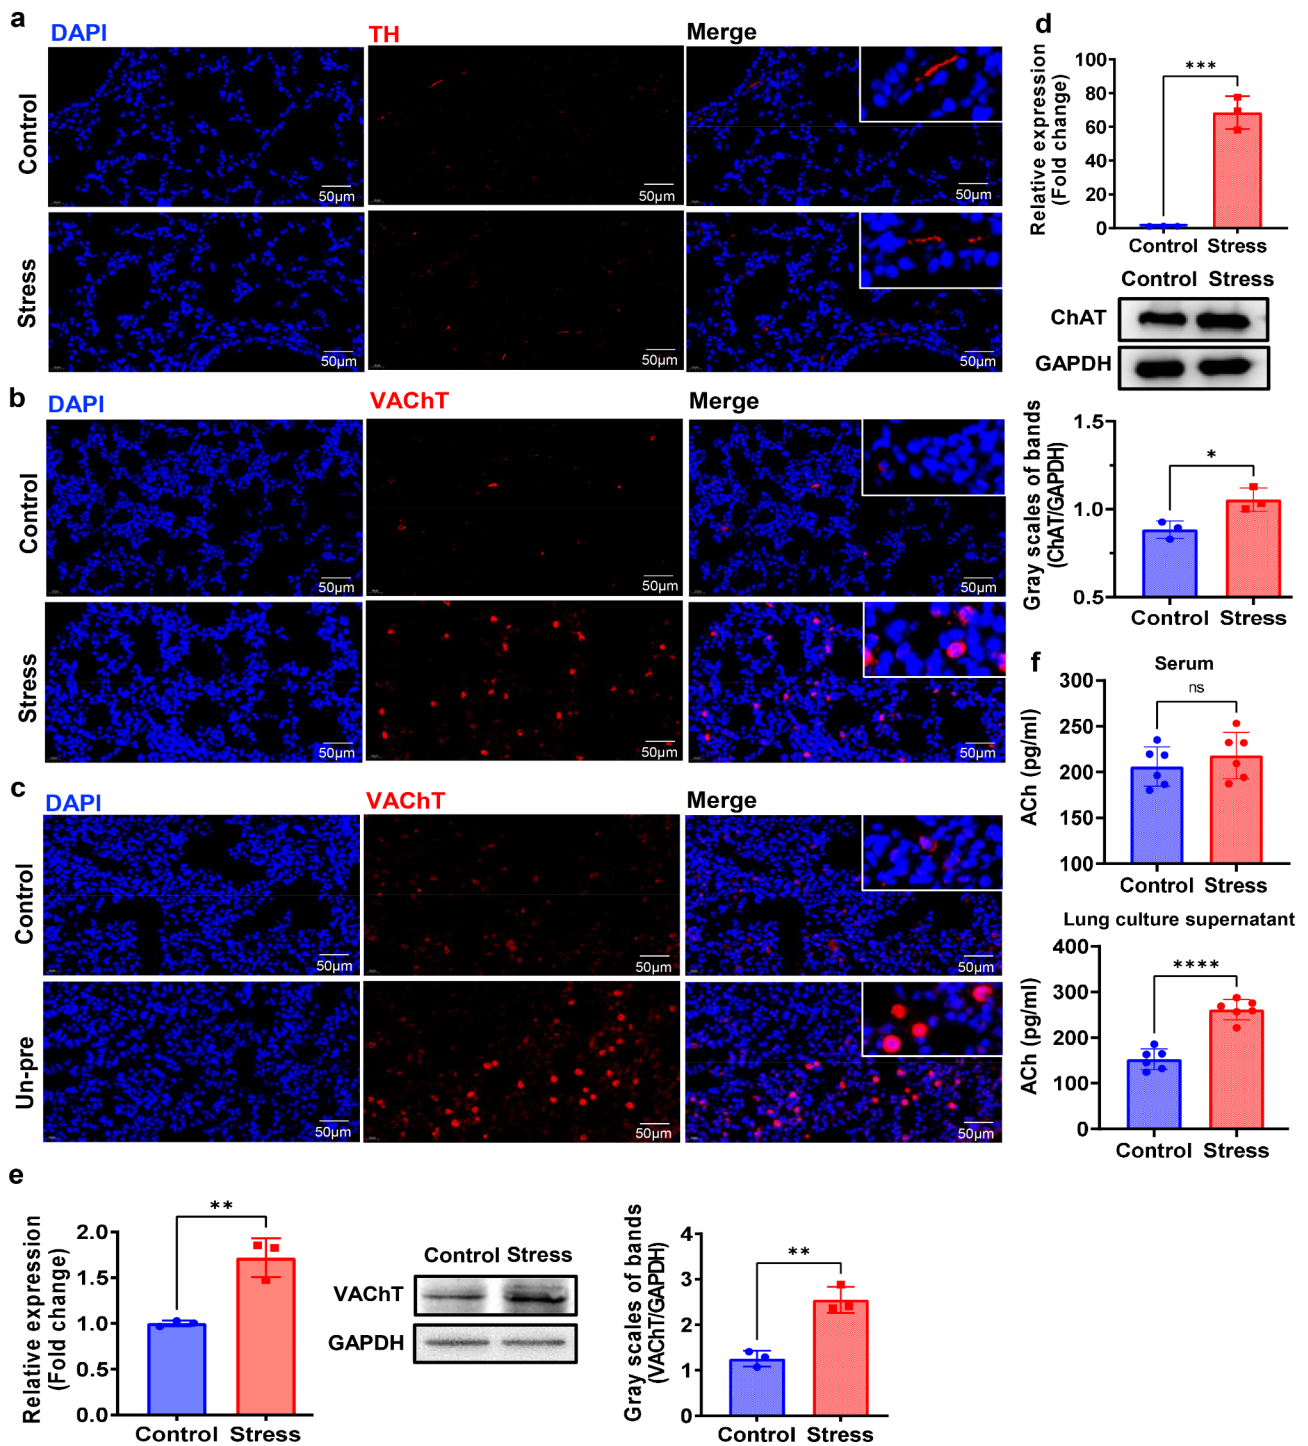 a
DAPI TH Merge
Control
50µm 50µm 50µm
Stress
50µm 50µm 50µm
b
DAPI VAChT Merge
Control
50µm 50µm 50µm
Stress
50µm 50µm 50µm
c
DAPI VAChT Merge
Control
50µm 50µm 50µm
Un-pre
50µm 50µm 50µm
d
Relative expression
(Fold change)
100
80
60
40
20
0
***
Control Stress
Control Stress
ChAT
GAPDH
Gray scales of bands
(ChAT/GAPDH)
1.5
1.0
0.5
*
Control Stress
f
Serum
ACh (pg/ml)
300
250
200
150
100
ns
Control Stress
Lung culture supernatant
ACh (pg/ml)
400
300
200
100
0
****
Control Stress
e
Relative expression
(Fold change)
2.0
1.5
1.0
0.5
0.0
**
Control Stress
Control Stress
VAChT
GAPDH
Gray scales of bands
(VAChT/GAPDH)
4
3
2
1
0
**
Control Stress